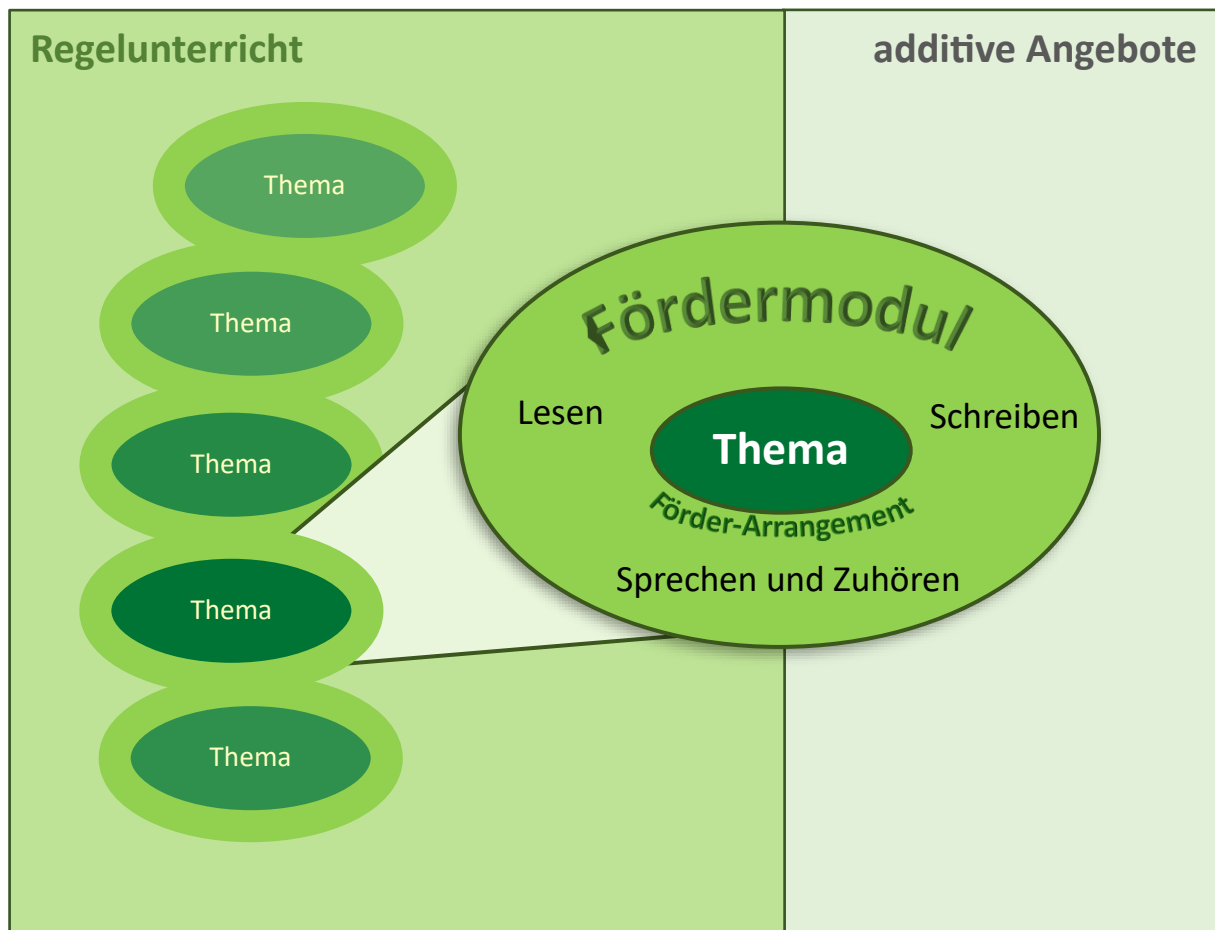 Regelunterricht
additive Angebote
Thema
Thema
Thema
Thema
Thema
Fördermodul
Lesen
Schreiben
Thema
Förder-Arrangement
Sprechen und Zuhören